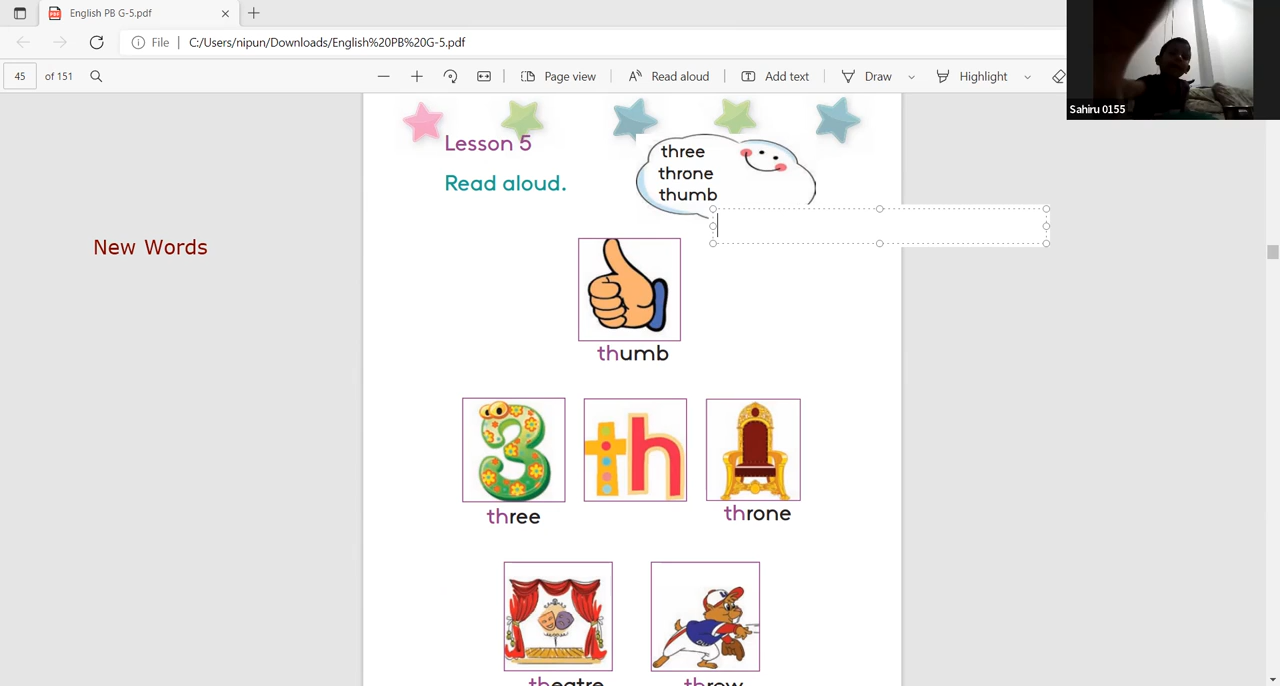 English PB G-5.pdf
File | C:/Users/nipun/Downloads/English%20PB%20G-5.pdf
45 of 151 Page view Read aloud Add text Draw Highlight
Sahiru 0155
Lesson 5
Read aloud.
three
throne
thumb
New Words
thumb
th
three
throne
theatre
throw